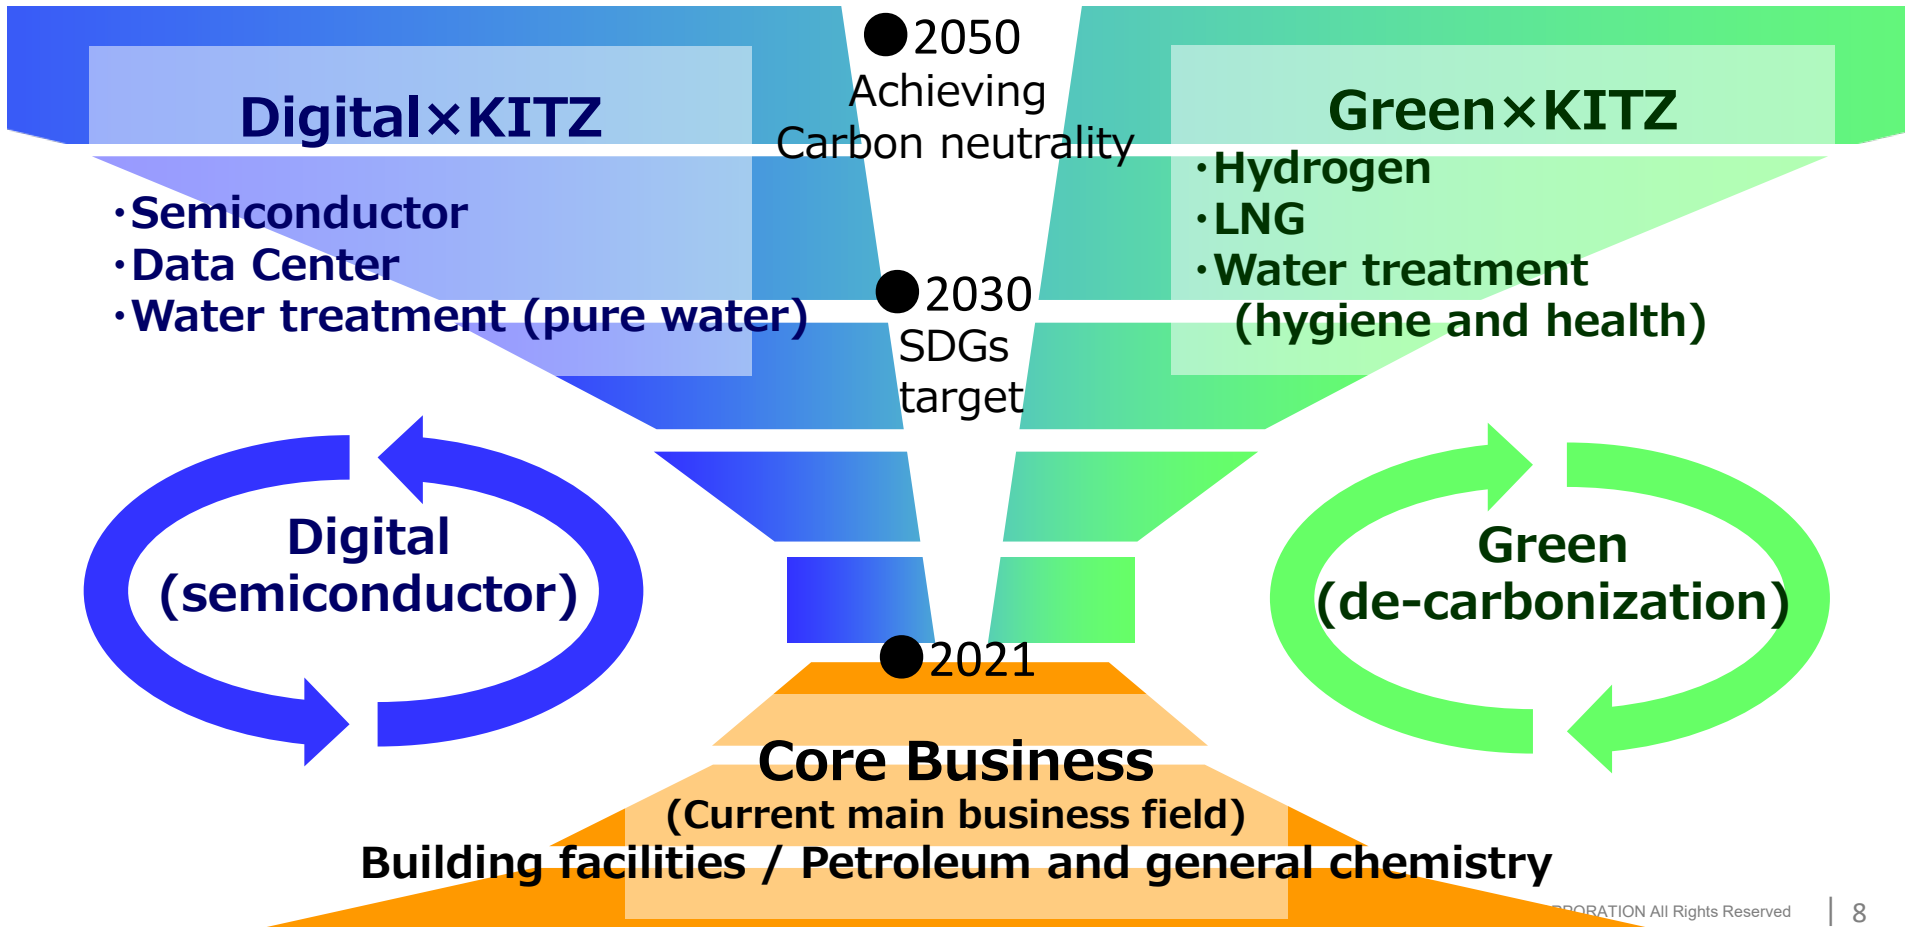 ●2050
Achieving
Carbon neutrality
Digital×KITZ
・Semiconductor
・Data Center
・Water treatment (pure water)
Green×KITZ
・Hydrogen
・LNG
・Water treatment
(hygiene and health)
●2030
SDGs
target
Digital
(semiconductor)
Green
(de-carbonization)
●2021
Core Business
(Current main business field)
Building facilities / Petroleum and general chemistry
All Rights Reserved
8